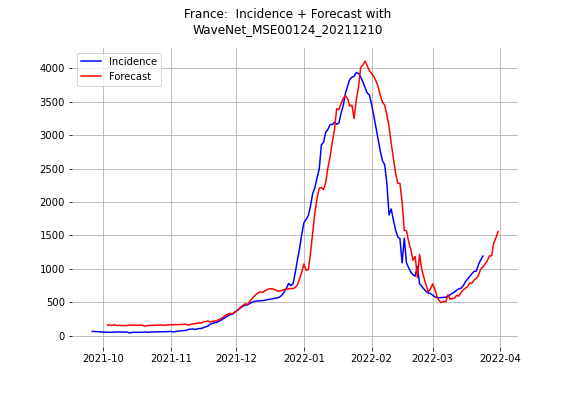 France:  Incidence + Forecast with
WaveNet_MSE00124_20211210
Incidence
Forecast
4000
3500
3000
2500
2000
1500
1000
500
0
2021-10 2021-11 2021-12 2022-01 2022-02 2022-03 2022-04